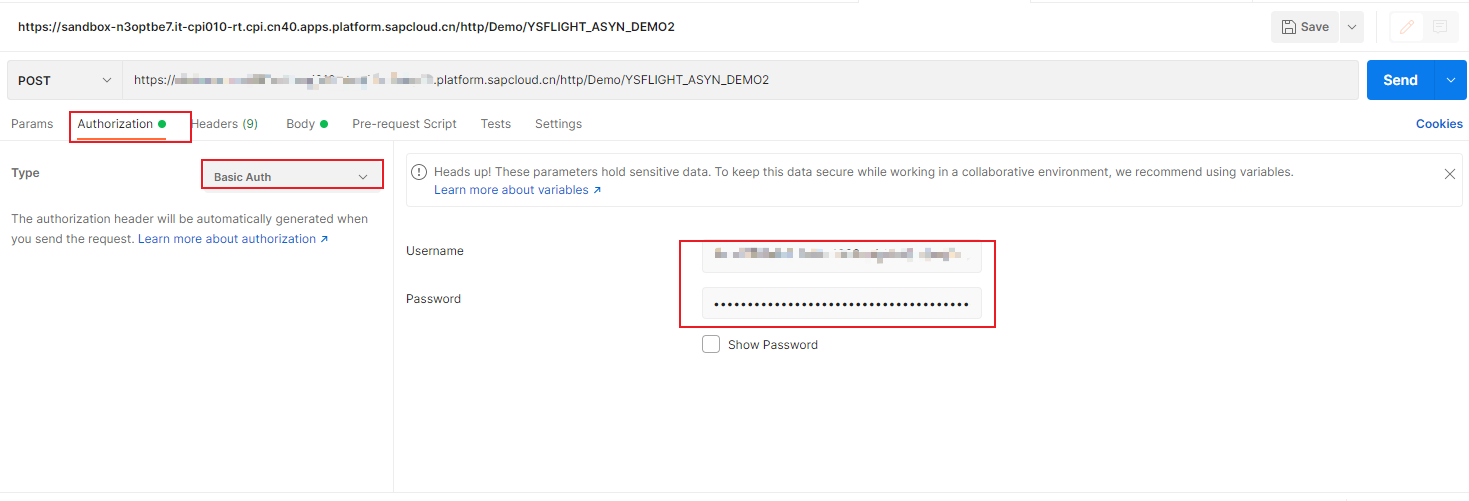 https://sandbox-n3optbe7.it-cpi010-rt.cpi.cn40.apps.platform.sapcloud.cn/http/Demo/YSFLIGHT_ASYN_DEMO2
Save
POST
https:// .platform.sapcloud.cn/http/Demo/YSFLIGHT_ASYN_DEMO2
Send
Params Authorization Headers (9) Body Pre-request Script Tests Settings Cookies
Type
Basic Auth
The authorization header will be automatically generated when
you send the request. Learn more about authorization ↗
Heads up! These parameters hold sensitive data. To keep this data secure while working in a collaborative environment, we recommend using variables.
Learn more about variables ↗
Username
Password
Show Password